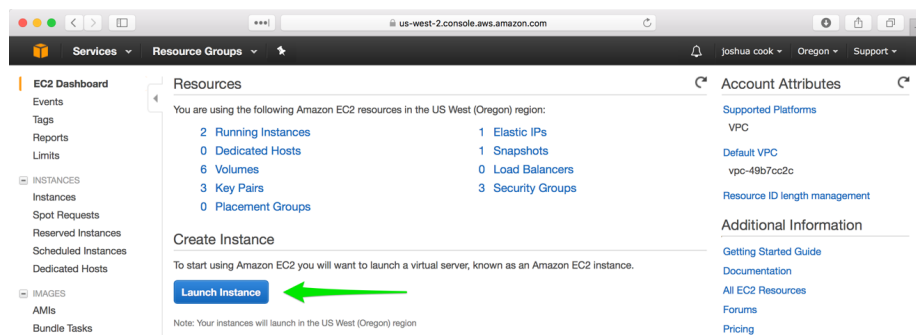 us-west-2.console.aws.amazon.com
Services
Resource Groups
joshua cook
Oregon
Support
EC2 Dashboard
Events
Tags
Reports
Limits
INSTANCES
Instances
Spot Requests
Reserved Instances
Scheduled Instances
Dedicated Hosts
IMAGES
AMIs
Bundle Tasks
Resources
You are using the following Amazon EC2 resources in the US West (Oregon) region:
2 Running Instances
0 Dedicated Hosts
6 Volumes
3 Key Pairs
0 Placement Groups
1 Elastic IPs
1 Snapshots
0 Load Balancers
3 Security Groups
Create Instance
To start using Amazon EC2 you will want to launch a virtual server, known as an Amazon EC2 instance.
Launch Instance
Note: Your instances will launch in the US West (Oregon) region
Account Attributes
Supported Platforms
VPC
Default VPC
vpc-49b7cc2c
Resource ID length management
Additional Information
Getting Started Guide
Documentation
All EC2 Resources
Forums
Pricing